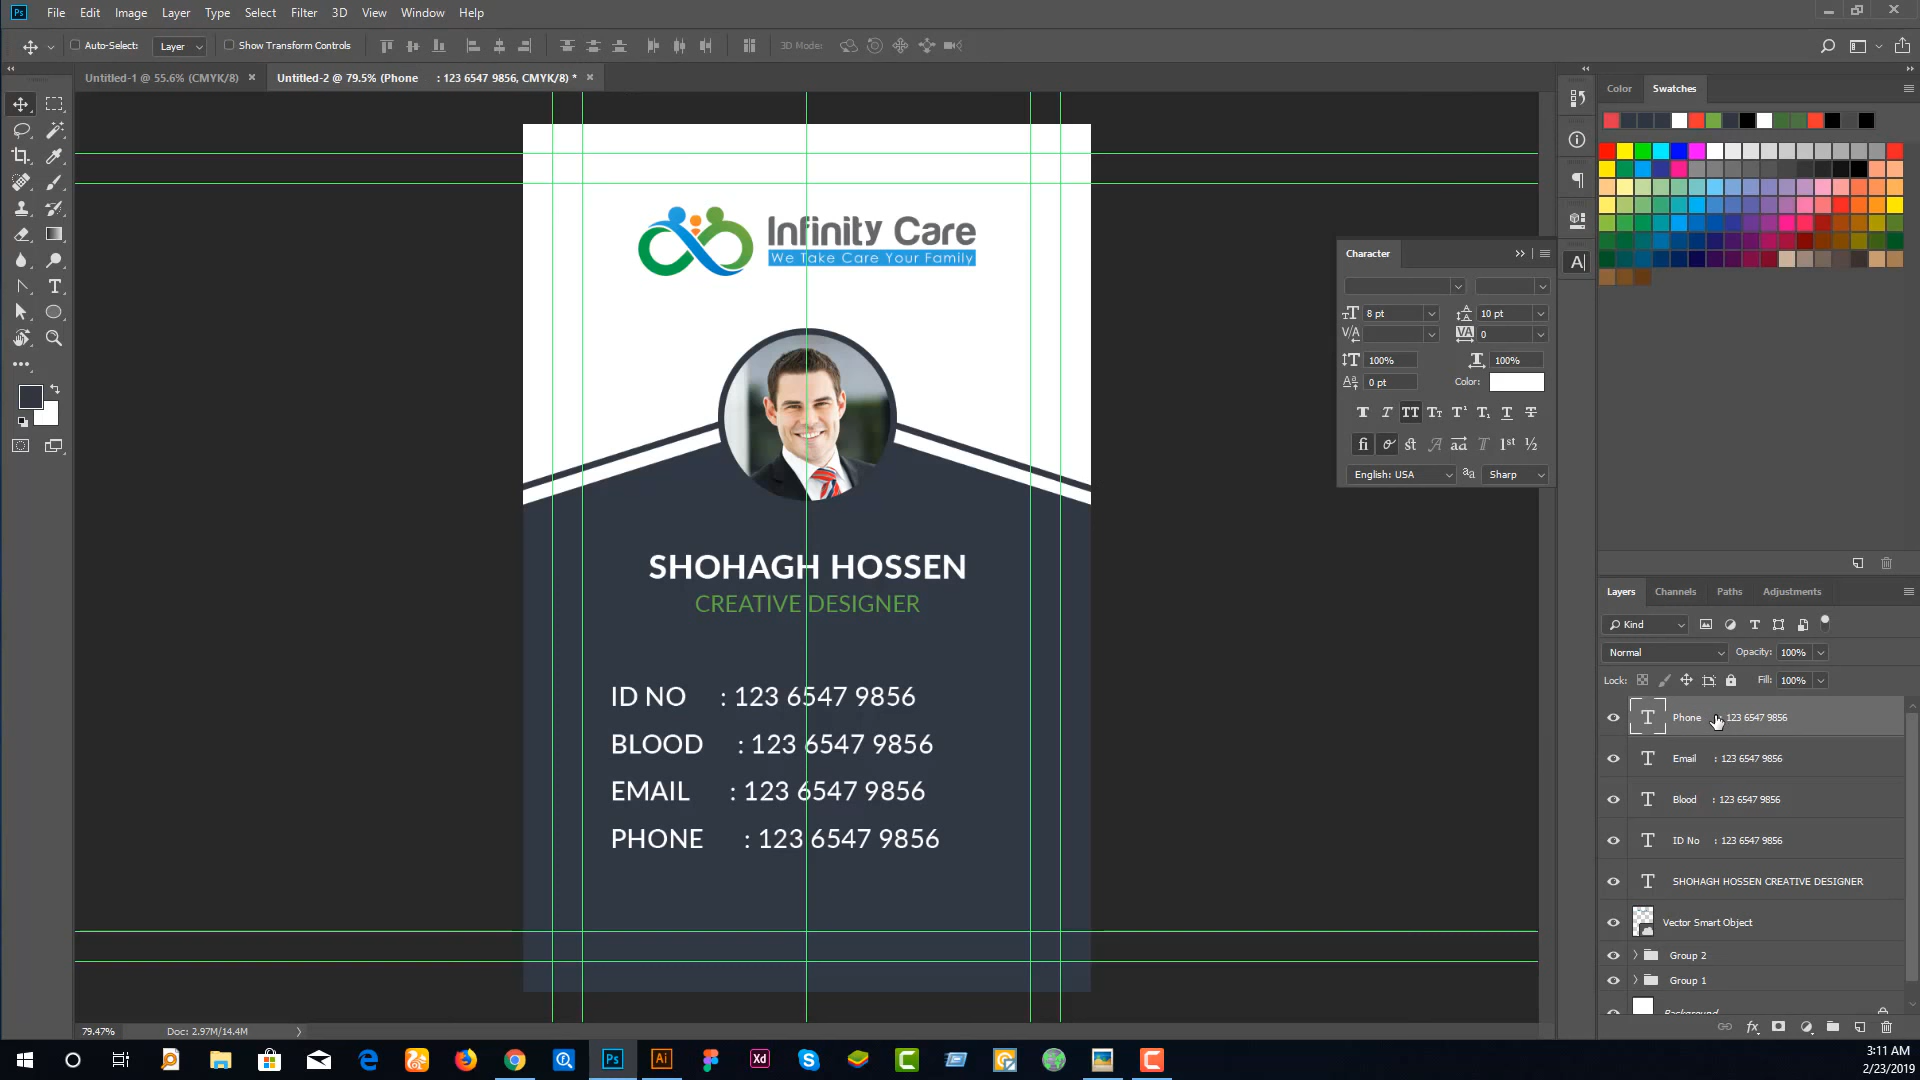 Ps File Edit Image Layer Type Select Filter 3D View Window Help
Auto-Select: Layer Show Transform Controls 3D Mode:
Untitled-1 @ 55.6% (CMYK/8) × Untitled-2 @ 79.5% (Phone : 123 6547 9856, CMYK/8) * ×
Color Swatches
Infinity Care
We Take Care Your Family
Character
8 pt 10 pt
0
100% 100%
0 pt Color:
English: USA aa Sharp
SHOHAGH HOSSEN
CREATIVE DESIGNER
ID NO : 123 6547 9856
BLOOD : 123 6547 9856
EMAIL : 123 6547 9856
PHONE : 123 6547 9856
Layers Channels Paths Adjustments
Kind
Normal Opacity: 100%
Lock: Fill: 100%
Phone : 123 6547 9856
Email : 123 6547 9856
Blood : 123 6547 9856
ID No : 123 6547 9856
SHOHAGH HOSSEN CREATIVE DESIGNER
Vector Smart Object
Group 2
Group 1
Background
79.47% Doc: 2.97M/14.4M
Ps Ai Xd
3:11 AM
2/23/2019